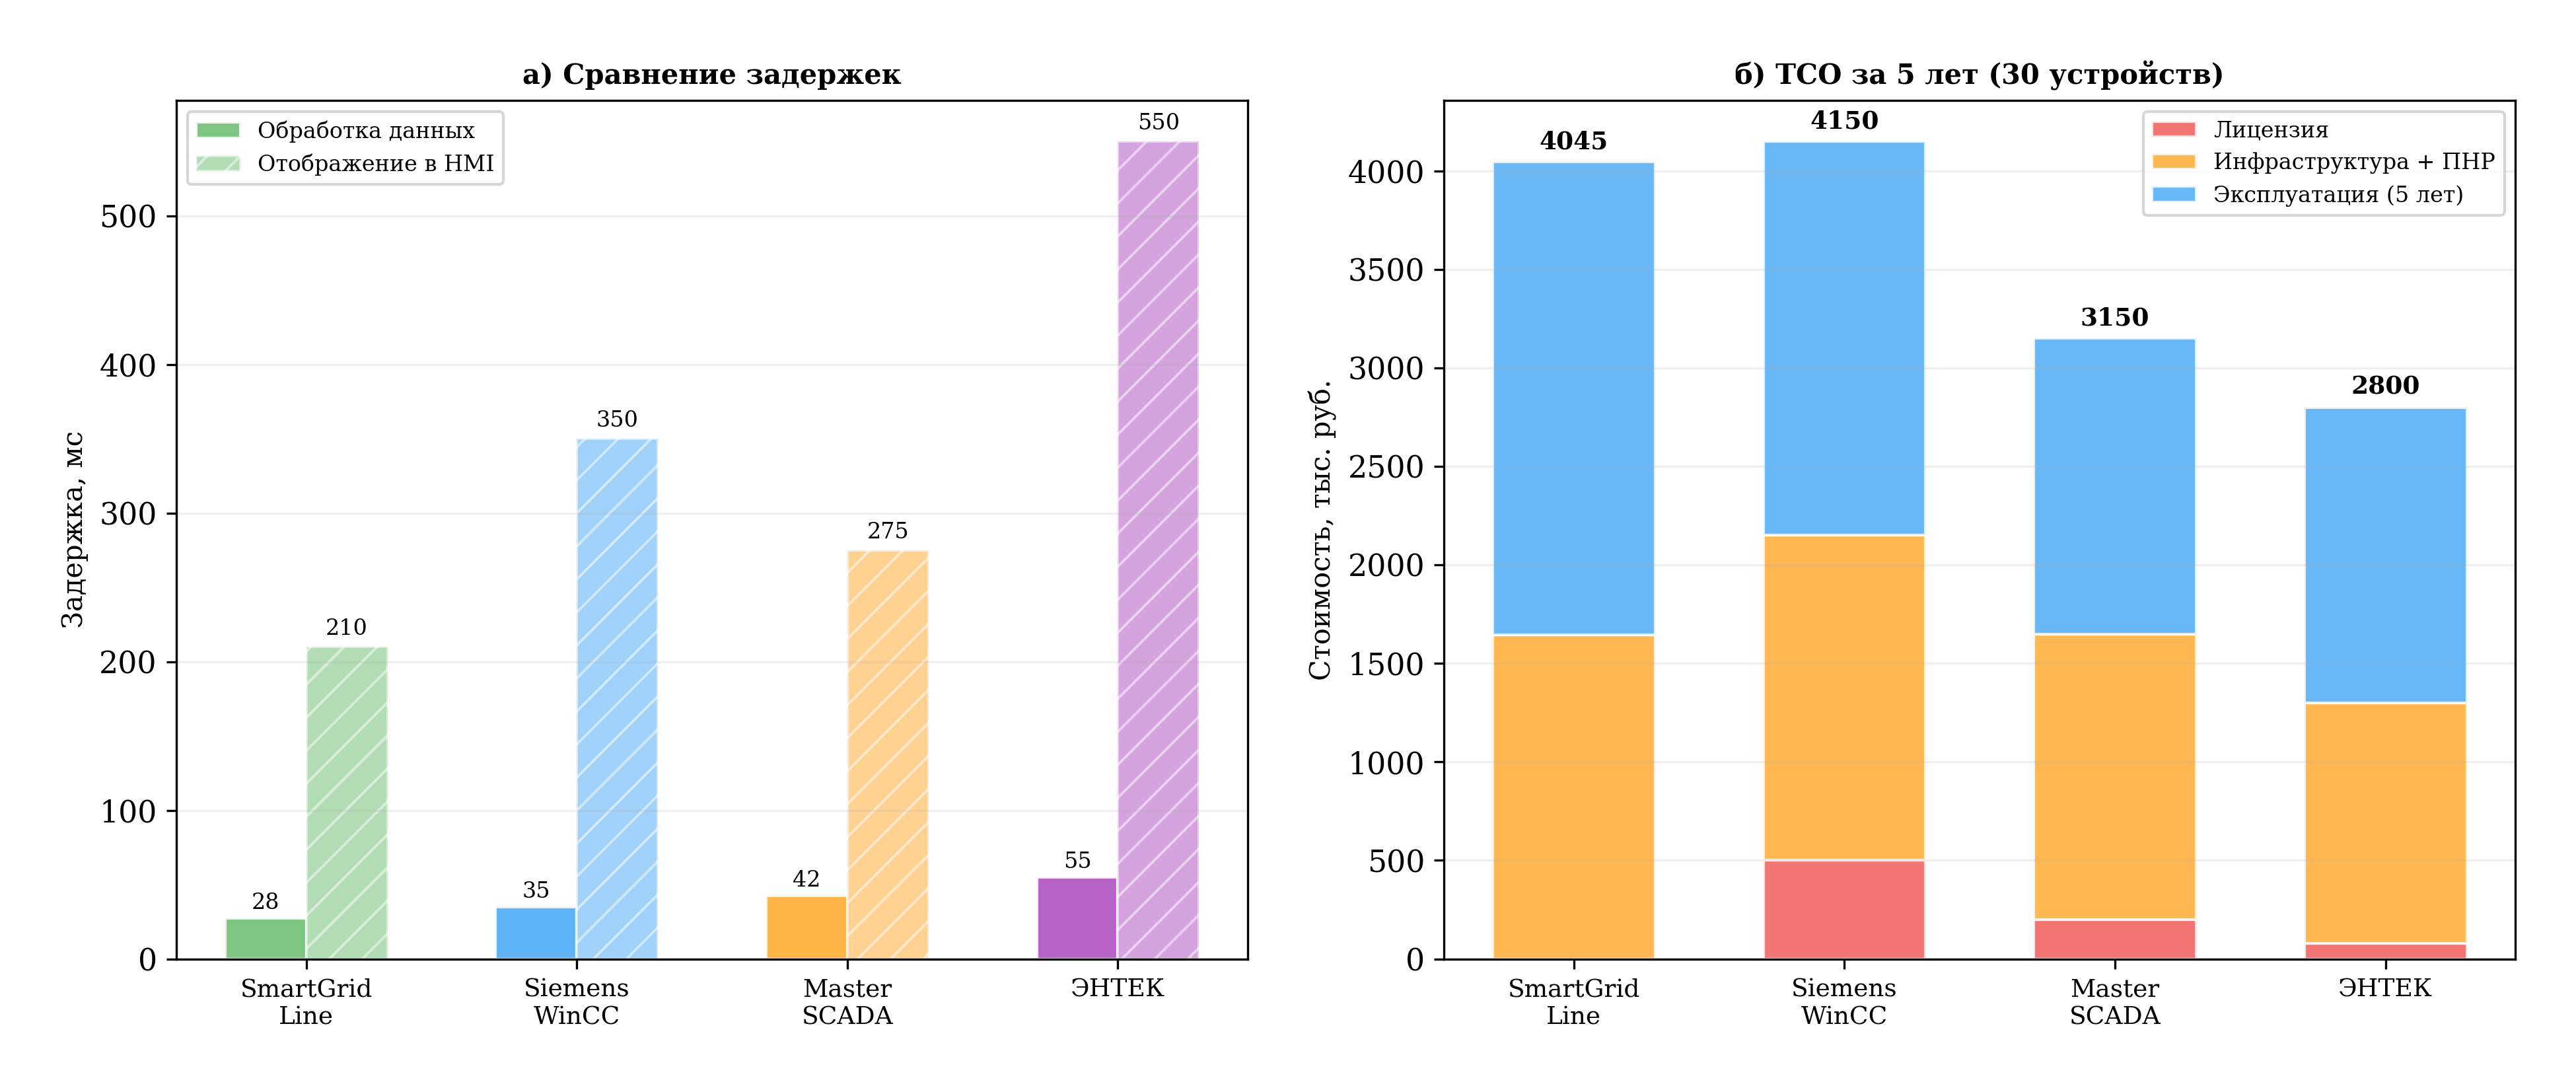 а) Сравнение задержек
Обработка данных
Отображение в HMI
Задержка, мс
500
400
300
200
100
0
28
210
35
350
42
275
55
550
SmartGrid
Line
Siemens
WinCC
Master
SCADA
ЭНТЕК
б) TCO за 5 лет (30 устройств)
Лицензия
Инфраструктура + ПНР
Эксплуатация (5 лет)
Стоимость, тыс. руб.
4000
3500
3000
2500
2000
1500
1000
500
0
4045
4150
3150
2800
SmartGrid
Line
Siemens
WinCC
Master
SCADA
ЭНТЕК